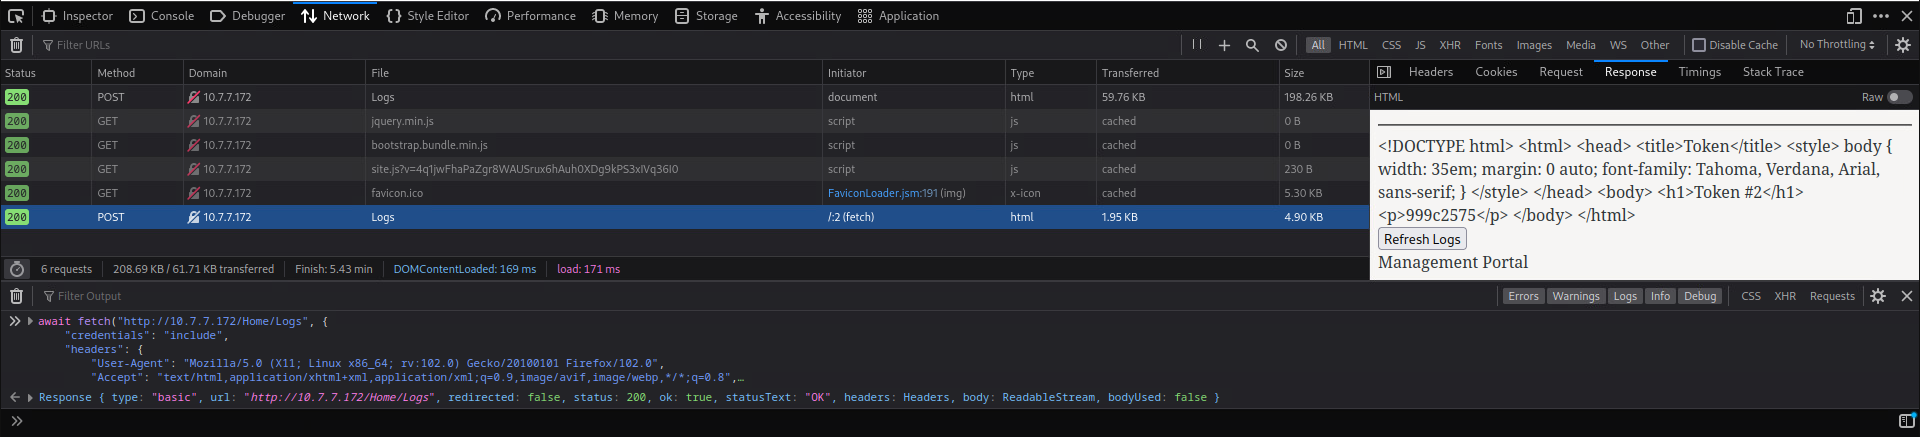 Inspector Console Debugger Network Style Editor Performance Memory Storage Accessibility Application
Filter URLs All HTML CSS JS XHR Fonts Images Media WS Other Disable Cache No Throttling
Status Method Domain File Initiator Type Transferred Size
200 POST 10.7.7.172 Logs document html 59.76 KB 198.26 KB
200 GET 10.7.7.172 jquery.min.js script js cached 0 B
200 GET 10.7.7.172 bootstrap.bundle.min.js script js cached 0 B
200 GET 10.7.7.172 site.js?v=4q1jwFhaPaZgr8WAUSrux6hAuh0XDg9kPS3xIVq36I0 script js cached 230 B
200 GET 10.7.7.172 favicon.ico FaviconLoader.jsm:191 (img) x-icon cached 5.30 KB
200 POST 10.7.7.172 Logs /:2 (fetch) html 1.95 KB 4.90 KB
6 requests 208.69 KB / 61.71 KB transferred Finish: 5.43 min DOMContentLoaded: 169 ms load: 171 ms
Headers Cookies Request Response Timings Stack Trace
HTML Raw
<!DOCTYPE html> <html> <head> <title>Token</title> <style> body {
width: 35em; margin: 0 auto; font-family: Tahoma, Verdana, Arial,
sans-serif; } </style> </head> <body> <h1>Token #2</h1>
<p>999c2575</p> </body> </html>
Refresh Logs
Management Portal
Filter Output Errors Warnings Logs Info Debug CSS XHR Requests
await fetch("http://10.7.7.172/Home/Logs", {
"credentials": "include",
"headers": {
"User-Agent": "Mozilla/5.0 (X11; Linux x86_64; rv:102.0) Gecko/20100101 Firefox/102.0",
"Accept": "text/html,application/xhtml+xml,application/xml;q=0.9,image/avif,image/webp,*/*;q=0.8",…
Response { type: "basic", url: "http://10.7.7.172/Home/Logs", redirected: false, status: 200, ok: true, statusText: "OK", headers: Headers, body: ReadableStream, bodyUsed: false }